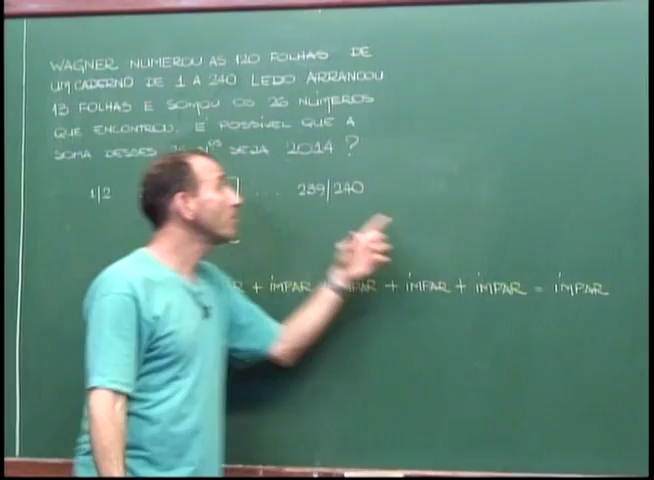 WAGNER NUMEROU AS 120 FOLHAS DE
UM CADERNO DE 1 A 240 LEDO ARRANCOU
13 FOLHAS E SOMOU OS 26 NÚMEROS
QUE ENCONTROU. É POSSÍVEL QUE A
SOMA DESSES SEJA 2014 ?
1|2 ... 239|240
+ ÍMPAR + ÍMPAR + ÍMPAR = ÍMPAR